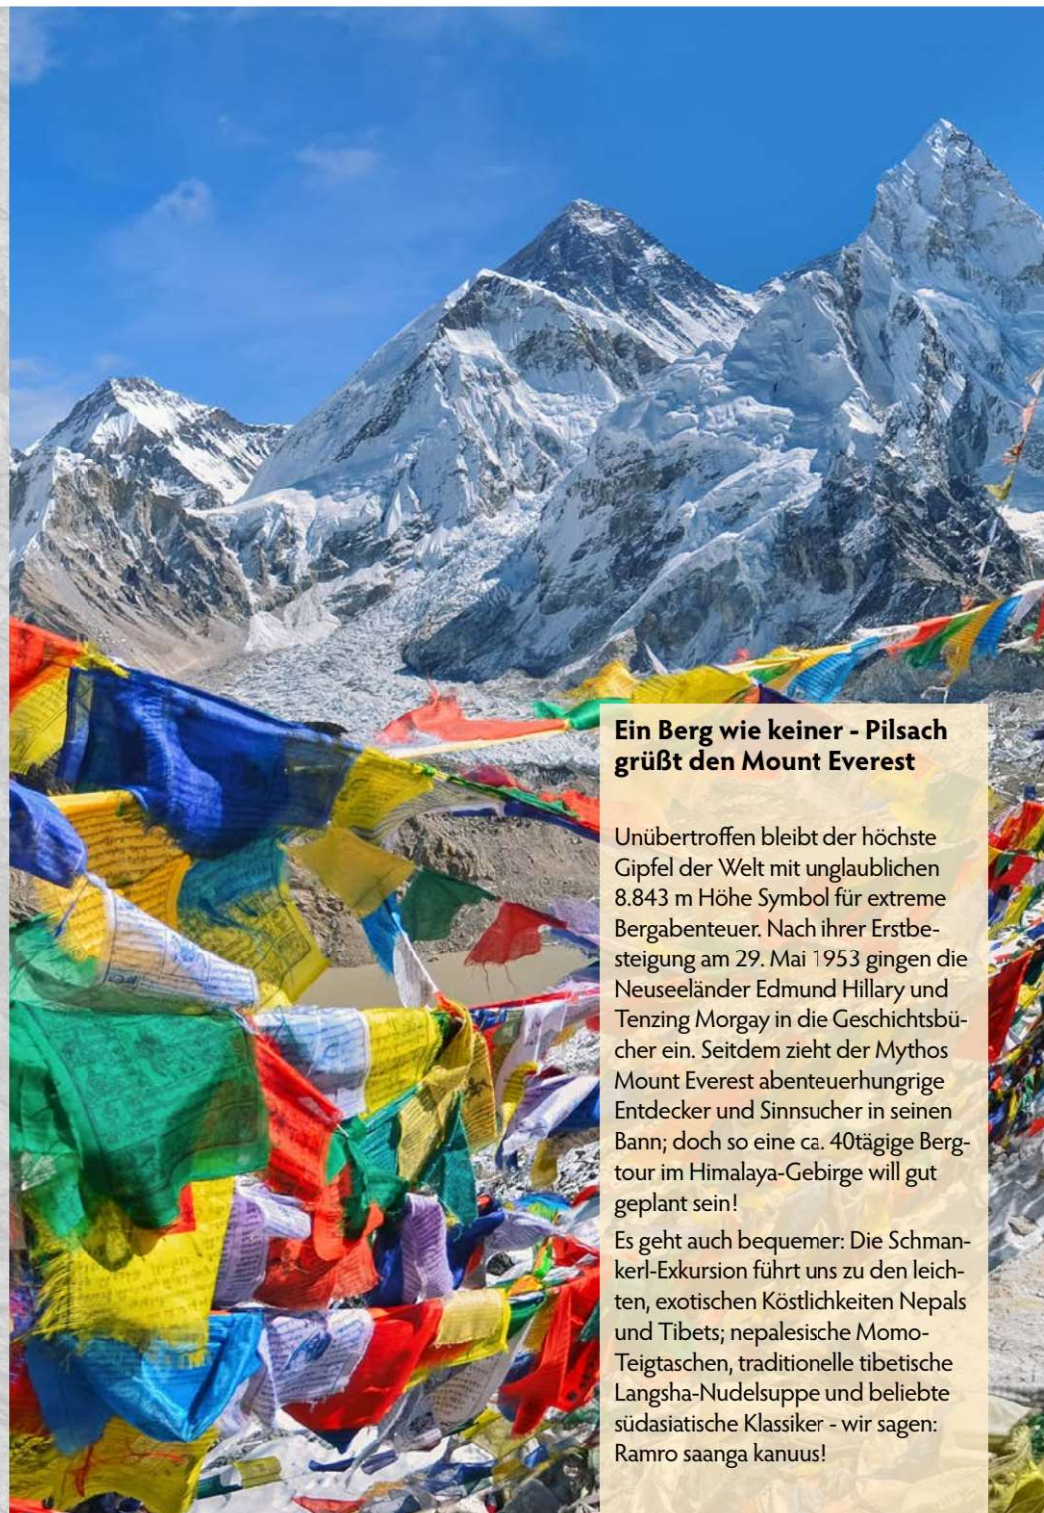 Ein Berg wie keiner - Pilsach
grüßt den Mount Everest
Unübertroffen bleibt der höchste
Gipfel der Welt mit unglaublichen
8.843 m Höhe Symbol für extreme
Bergabenteuer. Nach ihrer Erstbe-
steigung am 29. Mai 1953 gingen die
Neuseeländer Edmund Hillary und
Tenzing Morgay in die Geschichtsbü-
cher ein. Seitdem zieht der Mythos
Mount Everest abenteuerhungrige
Entdecker und Sinnsucher in seinen
Bann; doch so eine ca. 40tägige Berg-
tour im Himalaya-Gebirge will gut
geplant sein!
Es geht auch bequemer: Die Schman-
kerl-Exkursion führt uns zu den leich-
ten, exotischen Köstlichkeiten Nepals
und Tibets; nepalesische Momo-
Teigtaschen, traditionelle tibetische
Langsha-Nudelsuppe und beliebte
südasiatische Klassiker - wir sagen:
Ramro saanga kanuus!